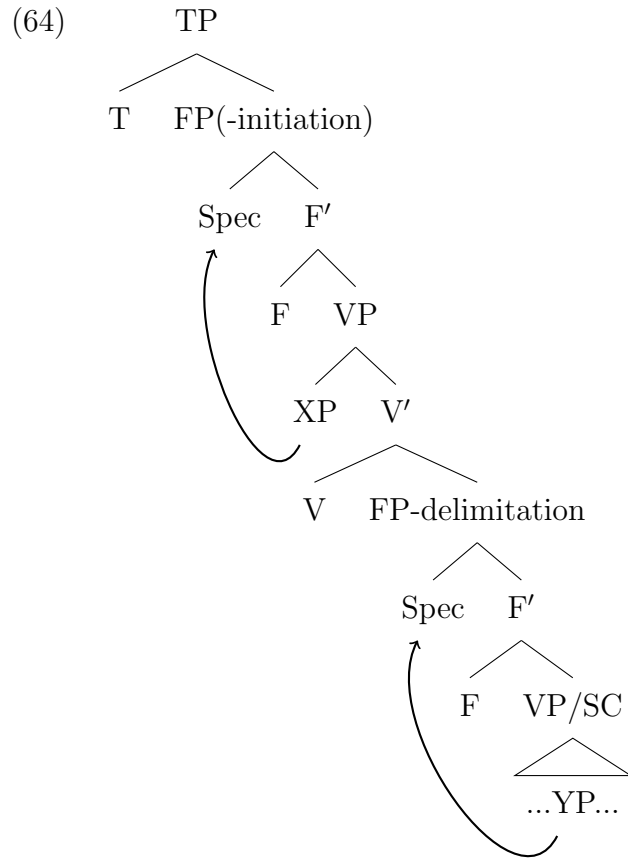 (64) TP
T FP(-initiation)
Spec F′
F VP
XP V′
V FP-delimitation
Spec F′
F VP/SC
...YP...